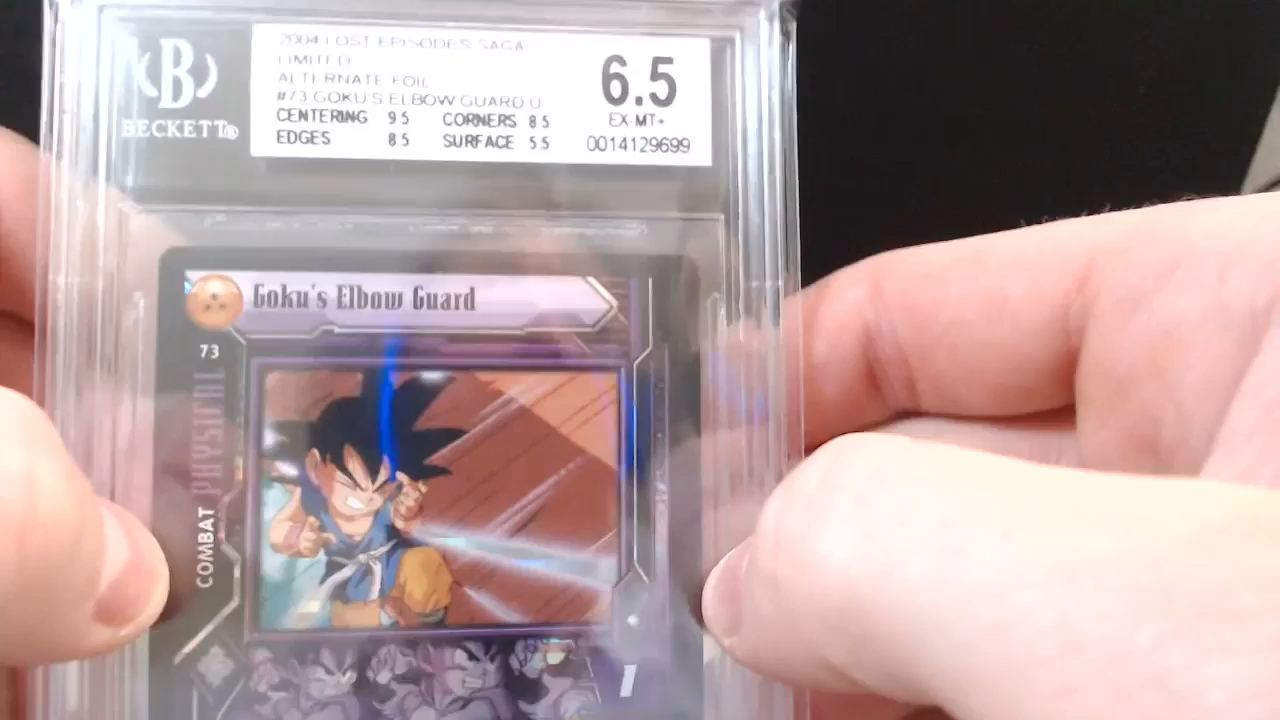 2004 LOST EPISODES SAGA
LIMITED
ALTERNATE FOIL
#73 GOKU'S ELBOW GUARD U
CENTERING 9.5 CORNERS 8.5
EDGES 8.5 SURFACE 5.5
6.5
EX-MT+
0014129699
B
BECKETT®
Goku's Elbow Guard
73
COMBAT PHYSICAL
1